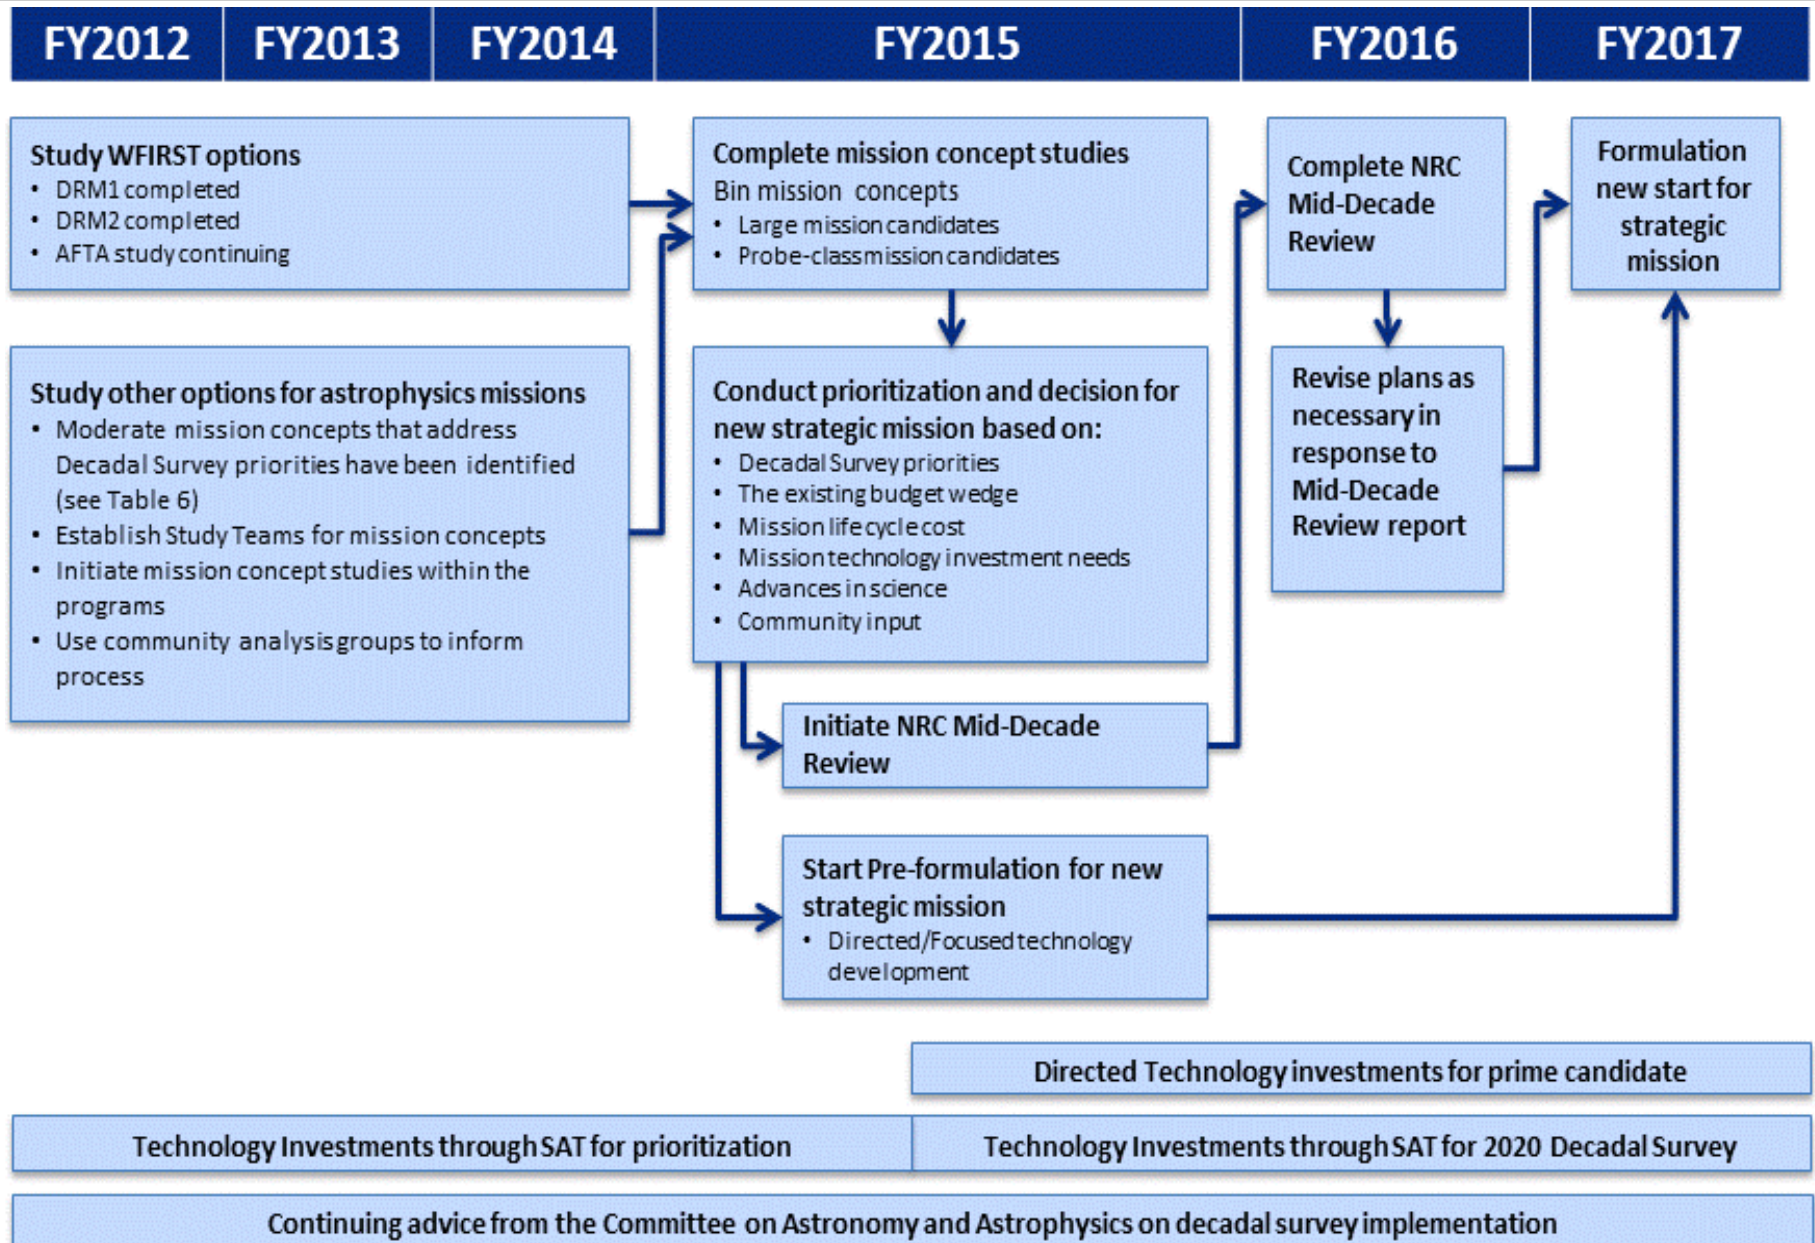 FY2012 FY2013 FY2014 FY2015 FY2016 FY2017
Study WFIRST options
• DRM1 completed
• DRM2 completed
• AFTA study continuing
Study other options for astrophysics missions
• Moderate mission concepts that address
Decadal Survey priorities have been identified
(see Table 6)
• Establish Study Teams for mission concepts
• Initiate mission concept studies within the
programs
• Use community analysis groups to inform
process
Complete mission concept studies
Bin mission concepts
• Large mission candidates
• Probe-class mission candidates
Conduct prioritization and decision for
new strategic mission based on:
• Decadal Survey priorities
• The existing budget wedge
• Mission life cycle cost
• Mission technology investment needs
• Advances in science
• Community input
Initiate NRC Mid-Decade
Review
Start Pre-formulation for new
strategic mission
• Directed/Focused technology
development
Complete NRC
Mid-Decade
Review
Revise plans as
necessary in
response to
Mid-Decade
Review report
Formulation
new start for
strategic
mission
Directed Technology investments for prime candidate
Technology Investments through SAT for prioritization
Technology Investments through SAT for 2020 Decadal Survey
Continuing advice from the Committee on Astronomy and Astrophysics on decadal survey implementation